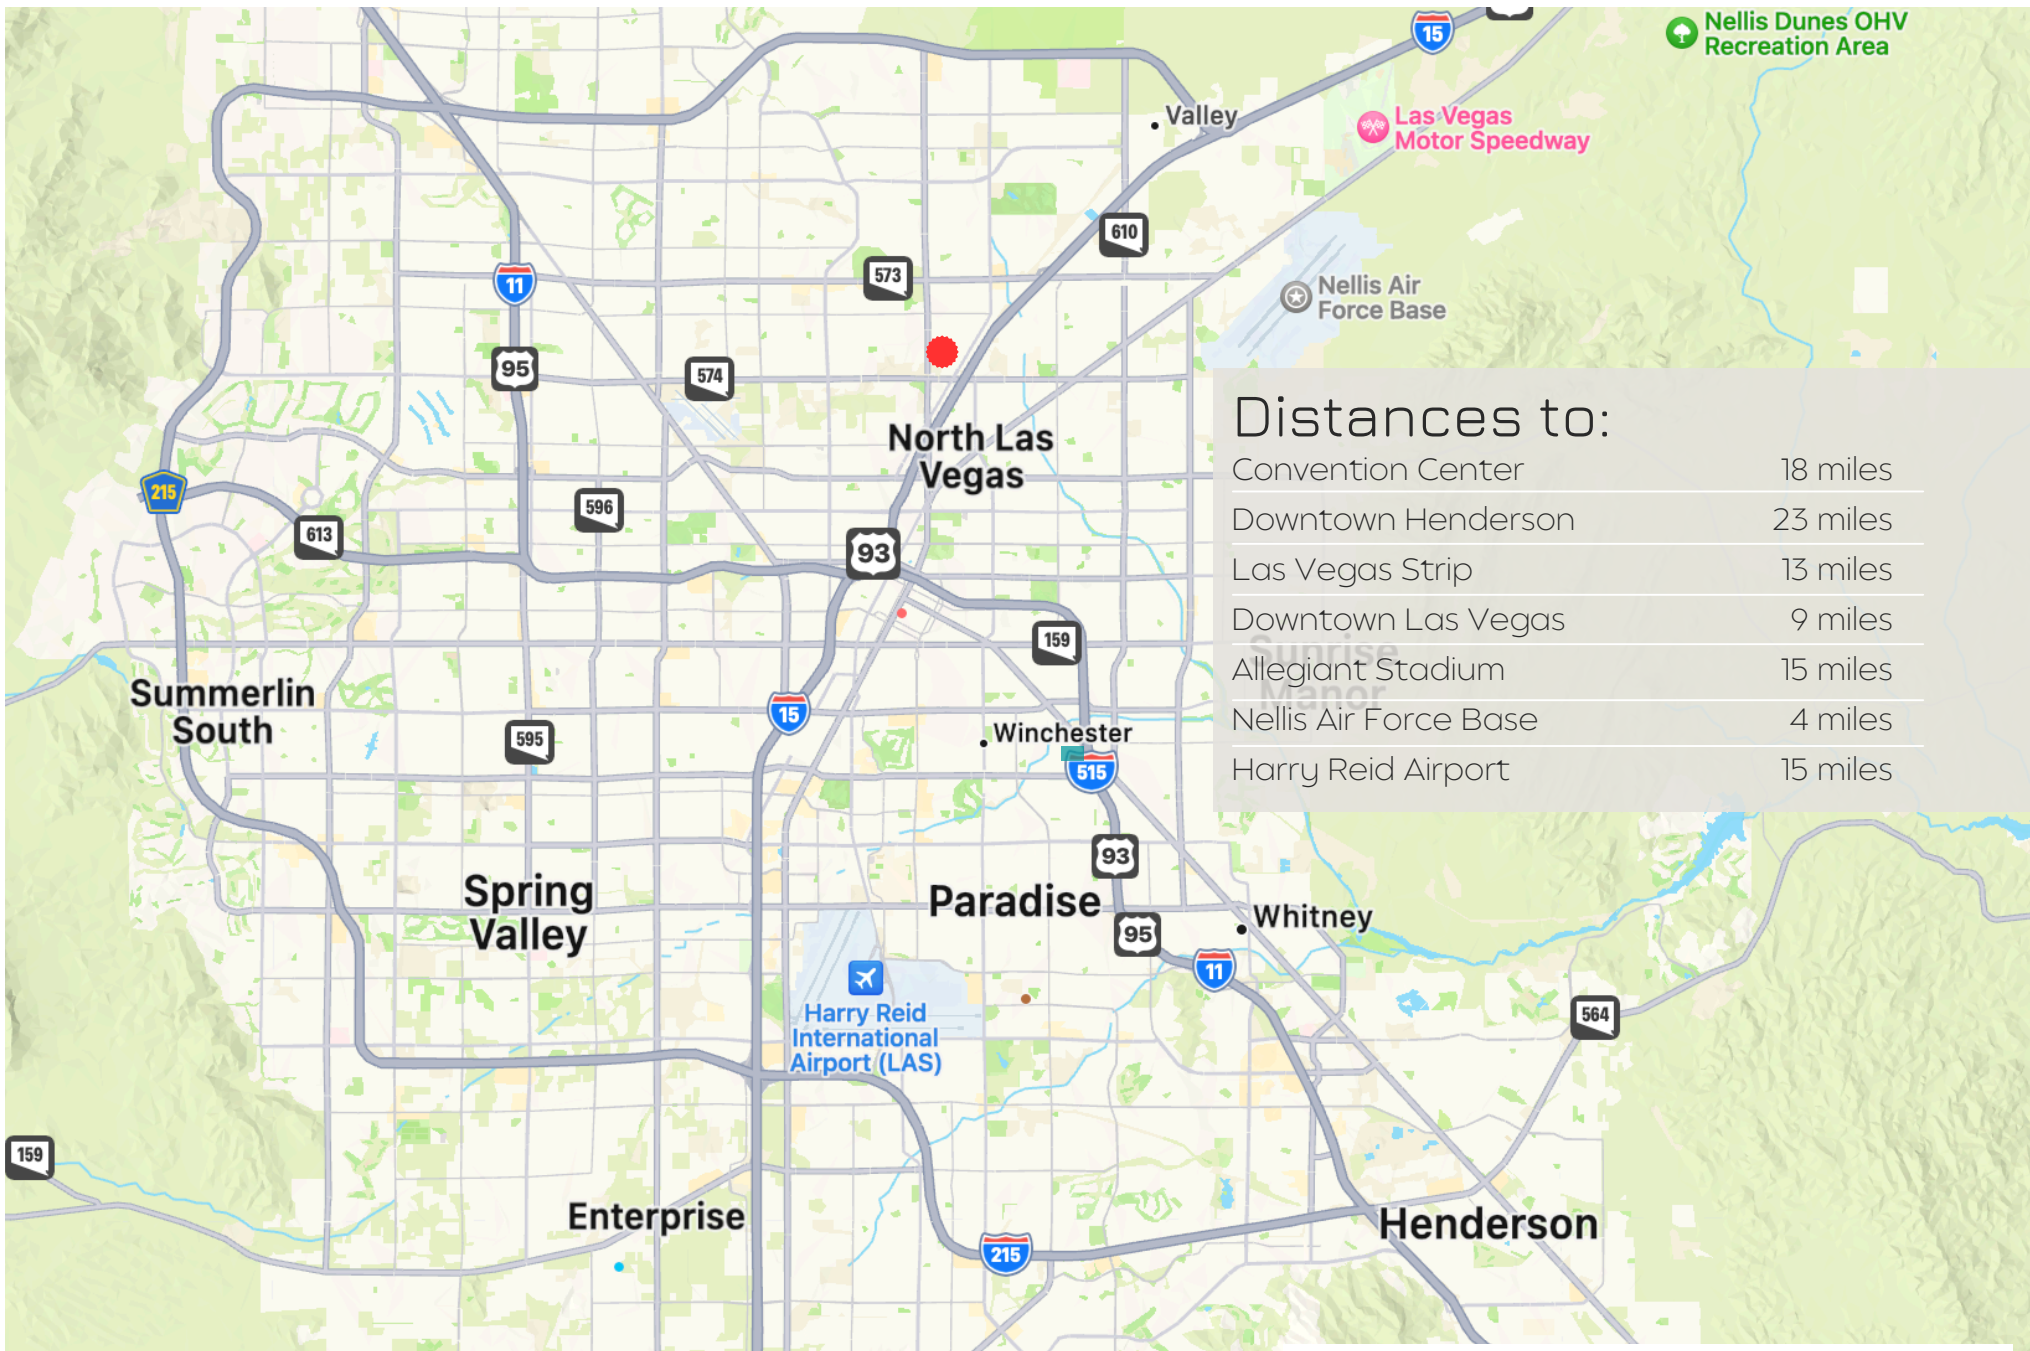 Nellis Dunes OHV
Recreation Area
15
Valley
Las Vegas
Motor Speedway
610
573
11
Nellis Air
Force Base
95
574
North Las
Vegas
215
596
613
93
159
Summerlin
South
15
595
Winchester
515
Distances to:
Convention Center 18 miles
Downtown Henderson 23 miles
Las Vegas Strip 13 miles
Downtown Las Vegas 9 miles
Sunrise
Manor
Allegiant Stadium 15 miles
Nellis Air Force Base 4 miles
Harry Reid Airport 15 miles
93
Spring
Valley
Paradise
95
Whitney
11
Harry Reid
International
Airport (LAS)
564
159
Enterprise
Henderson
215